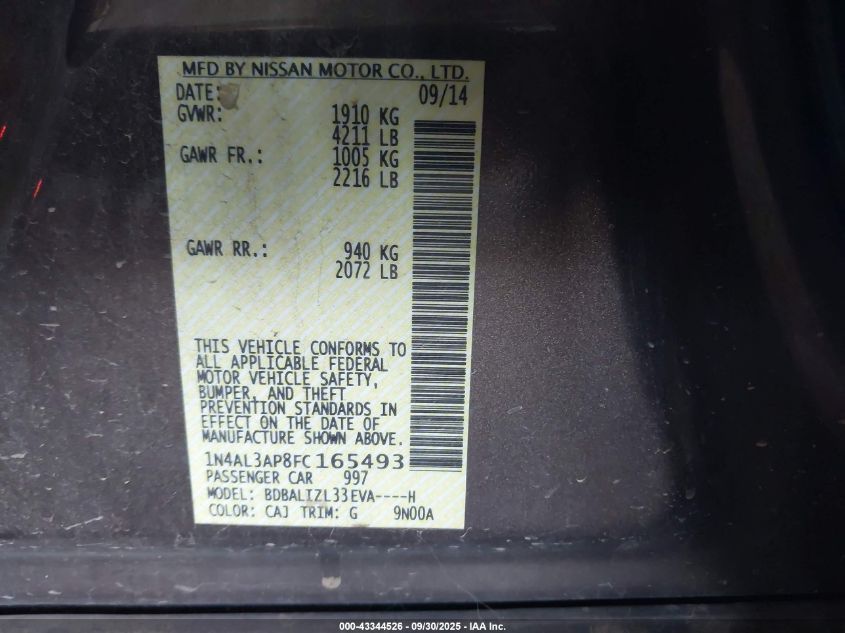 MFD BY NISSAN MOTOR CO., LTD.
DATE: 09/14
GVWR: 1910 KG
4211 LB
GAWR FR.: 1005 KG
2216 LB
GAWR RR.: 940 KG
2072 LB
THIS VEHICLE CONFORMS TO
ALL APPLICABLE FEDERAL
MOTOR VEHICLE SAFETY,
BUMPER, AND THEFT
PREVENTION STANDARDS IN
EFFECT ON THE DATE OF
MANUFACTURE SHOWN ABOVE.
1N4AL3AP8FC165493
PASSENGER CAR 997
MODEL: BDBALIZL33EVA----H
COLOR: CAJ TRIM: G 9N00A
000-43344526 - 09/30/2025 - IAA Inc.